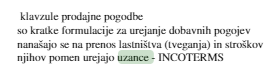 klavzule prodajne pogodbe
so kratke formulacije za urejanje dobavnih pogojev
nanašajo se na prenos lastništva (tveganja) in stroškov
njihov pomen urejajo uzance - INCOTERMS